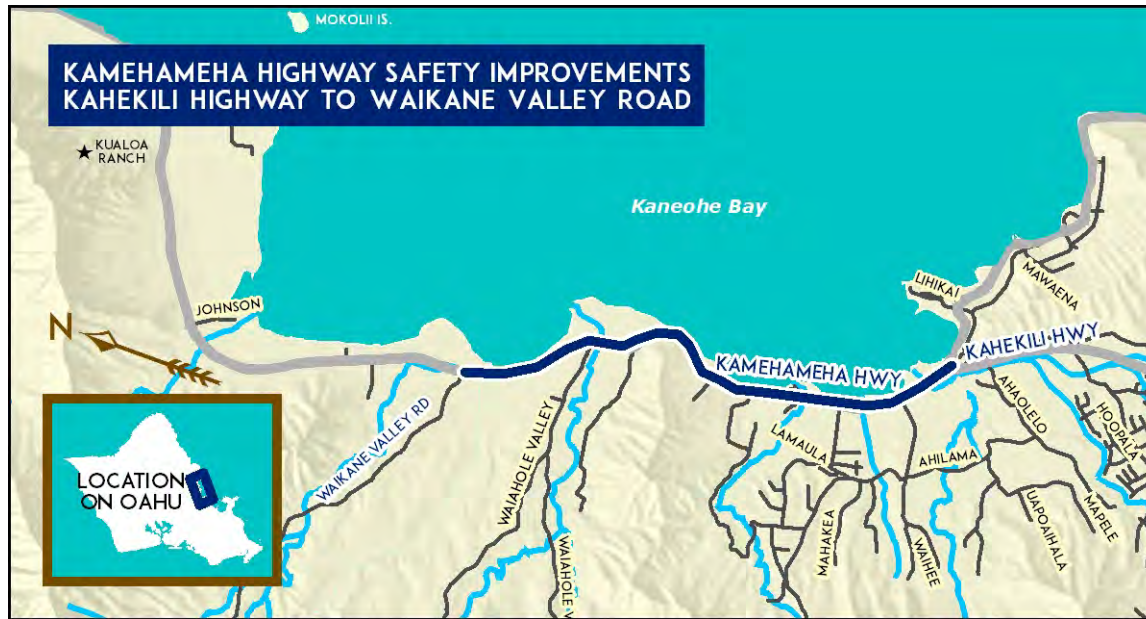 MOKOLII IS.
KAMEHAMEHA HIGHWAY SAFETY IMPROVEMENTS
KAHEKILI HIGHWAY TO WAIKANE VALLEY ROAD
KUALOA
RANCH
Kaneohe Bay
JOHNSON
N
LIHIKAI
MAWAENA
KAHEKILI HWY
KAMEHAMEHA HWY
WAIKANE VALLEY RD
WAIAHOLE VALLEY
WAIAHOLE V
LAMAULA
MAHAKEA
WAIHEE
AHILAMA
AHAOLELO
HOOPALA
UAPOAIHALA
MAPELE
LOCATION
ON OAHU